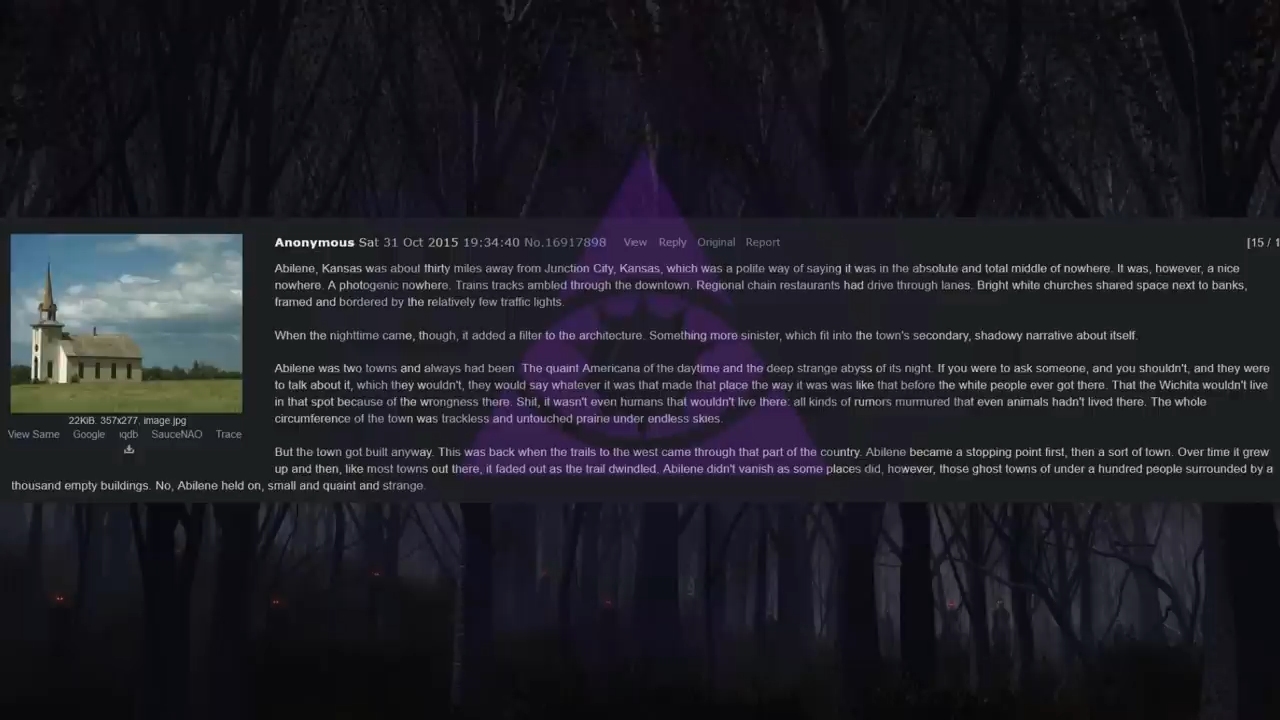 Anonymous Sat 31 Oct 2015 19:34:40 No.16917898 View Reply Original Report [15 / 1
Abilene, Kansas was about thirty miles away from Junction City, Kansas, which was a polite way of saying it was in the absolute and total middle of nowhere. It was, however, a nice
nowhere. A photogenic nowhere. Trains tracks ambled through the downtown. Regional chain restaurants had drive through lanes. Bright white churches shared space next to banks,
framed and bordered by the relatively few traffic lights.
When the nighttime came, though, it added a filter to the architecture. Something more sinister, which fit into the town's secondary, shadowy narrative about itself.
Abilene was two towns and always had been. The quaint Americana of the daytime and the deep strange abyss of its night. If you were to ask someone, and you shouldn't, and they were
to talk about it, which they wouldn't, they would say whatever it was that made that place the way it was was like that before the white people ever got there. That the Wichita wouldn't live
in that spot because of the wrongness there. Shit, it wasn't even humans that wouldn't live there: all kinds of rumors murmured that even animals hadn't lived there. The whole
circumference of the town was trackless and untouched prairie under endless skies.
But the town got built anyway. This was back when the trails to the west came through that part of the country. Abilene became a stopping point first, then a sort of town. Over time it grew
up and then, like most towns out there, it faded out as the trail dwindled. Abilene didn't vanish as some places did, however, those ghost towns of under a hundred people surrounded by a
thousand empty buildings. No, Abilene held on, small and quaint and strange.
22KiB, 357x277, image.jpg
View Same Google iqdb SauceNAO Trace